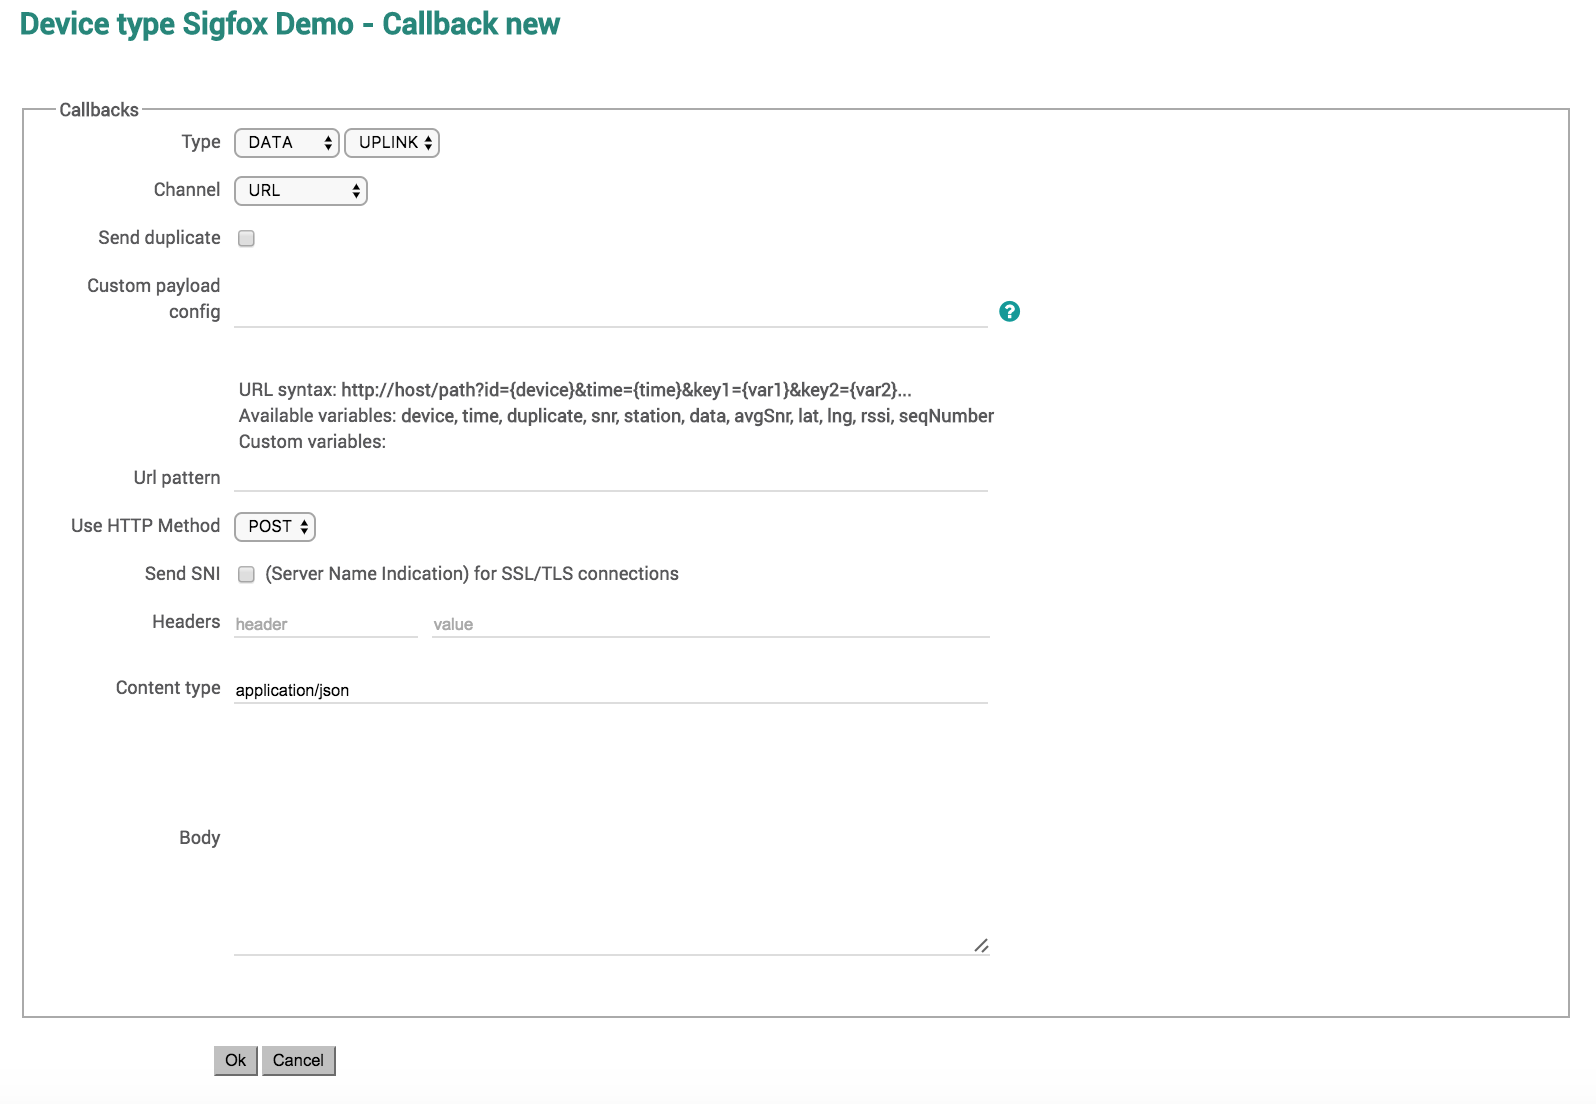 Device type Sigfox Demo - Callback new
Callbacks
Type DATA UPLINK
Channel URL
Send duplicate
Custom payload
config
?
URL syntax: http://host/path?id={device}&time={time}&key1={var1}&key2={var2}...
Available variables: device, time, duplicate, snr, station, data, avgSnr, lat, lng, rssi, seqNumber
Custom variables:
Url pattern
Use HTTP Method POST
Send SNI (Server Name Indication) for SSL/TLS connections
Headers header value
Content type application/json
Body
Ok Cancel